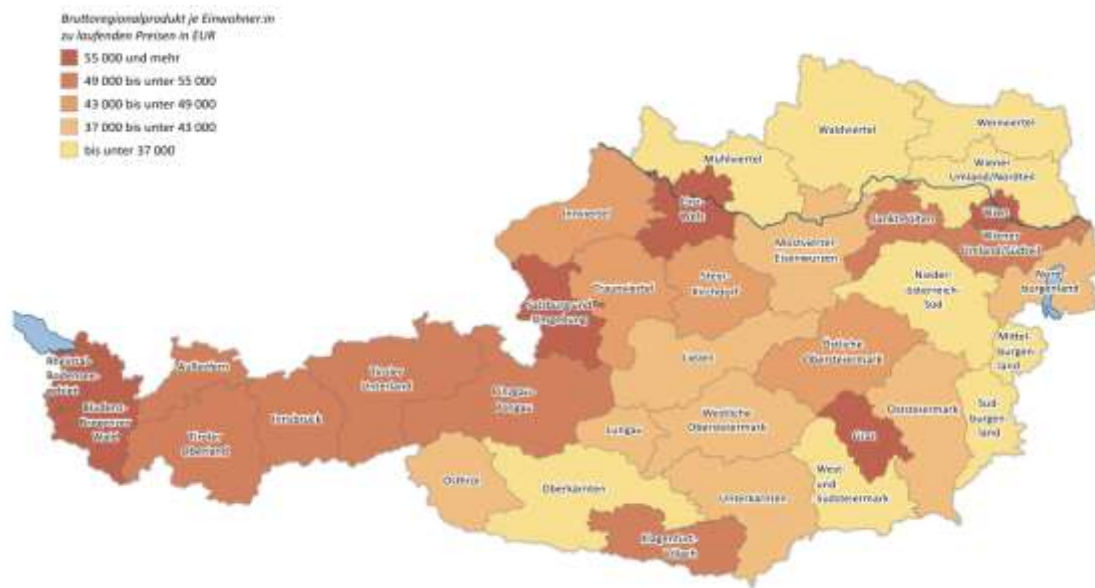 Bruttoregionalprodukt je Einwohner:in
zu laufenden Preisen in EUR
55 000 und mehr
49 000 bis unter 55 000
43 000 bis unter 49 000
37 000 bis unter 43 000
bis unter 37 000
Waldviertel
Weinviertel
Mühlviertel
Wiener
Umland/Nordteil
Innviertel
Linz-
Wels
Sankt Pölten
Wien
Mostviertel-
Eisenwurzen
Wiener
Umland/Südteil
Traunviertel
Steyr-
Kirchdorf
Nieder-
österreich-
Süd
Nord-
burgenland
Salzburg und
Umgebung
Rheintal-
Bodensee-
gebiet
Außerfern
Tiroler
Unterland
Liezen
Östliche
Obersteiermark
Mittel-
burgen-
land
Bludenz-
Bregenzer
Wald
Tiroler
Oberland
Innsbruck
Pinzgau-
Pongau
Lungau
Westliche
Obersteiermark
Graz
Oststeiermark
Süd-
burgen-
land
Osttirol
Oberkärnten
Unterkärnten
West-
und
Südsteiermark
Klagenfurt-
Villach